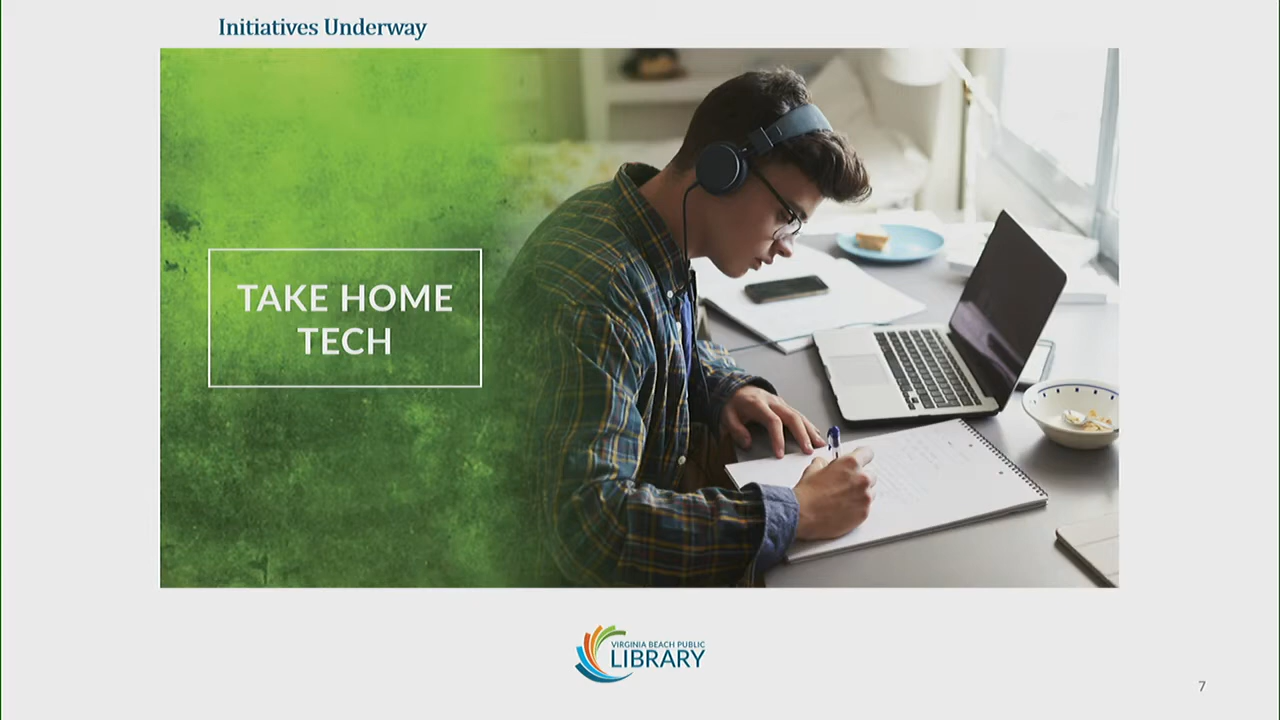 Initiatives Underway
TAKE HOME
TECH
VIRGINIA BEACH PUBLIC
LIBRARY
7